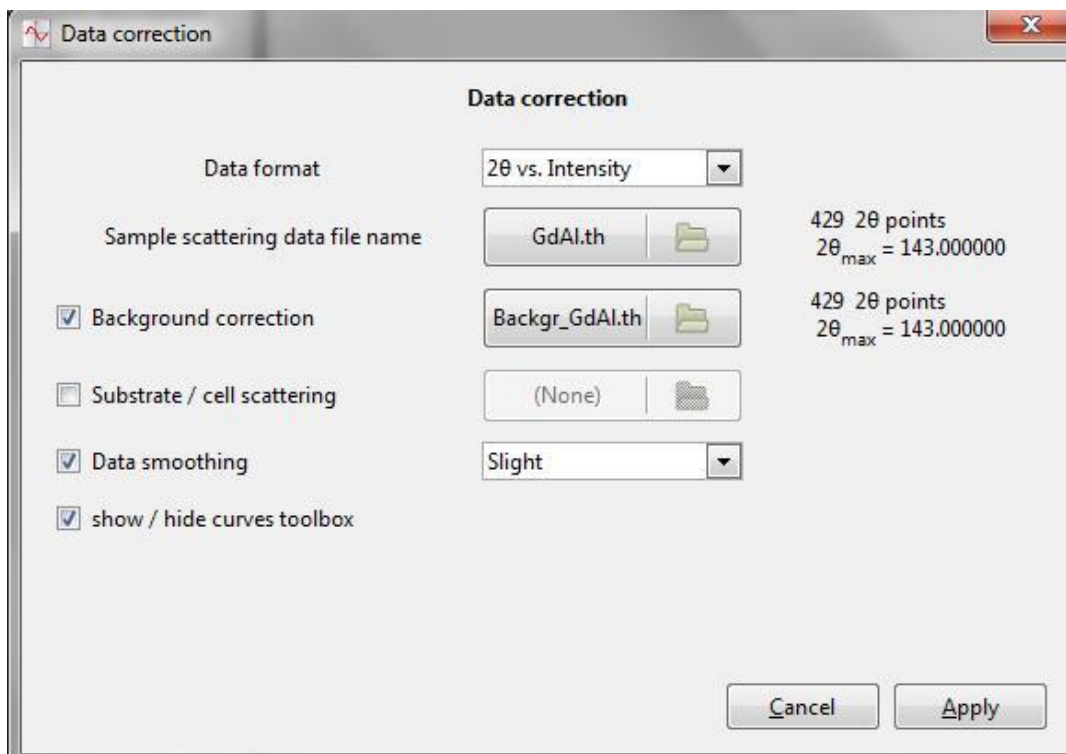 Data correction
Data correction
Data format
2θ vs. Intensity
Sample scattering data file name
GdAl.th
429 2θ points
2θmax = 143.000000
Background correction
Backgr_GdAl.th
429 2θ points
2θmax = 143.000000
Substrate / cell scattering
(None)
Data smoothing
Slight
show / hide curves toolbox
Cancel
Apply